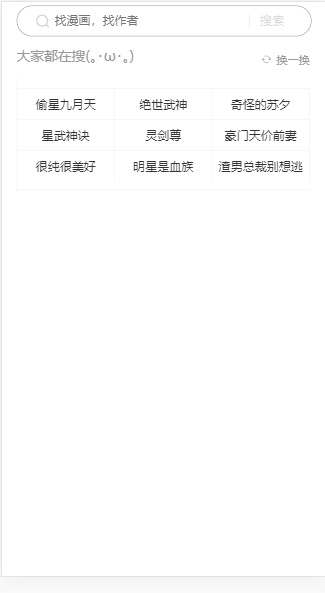 找漫画，找作者 搜索
大家都在搜(｡･ω･｡) 换一换
偷星九月天 绝世武神 奇怪的苏夕
星武神诀 灵剑尊 豪门天价前妻
很纯很美好 明星是血族 渣男总裁别想逃